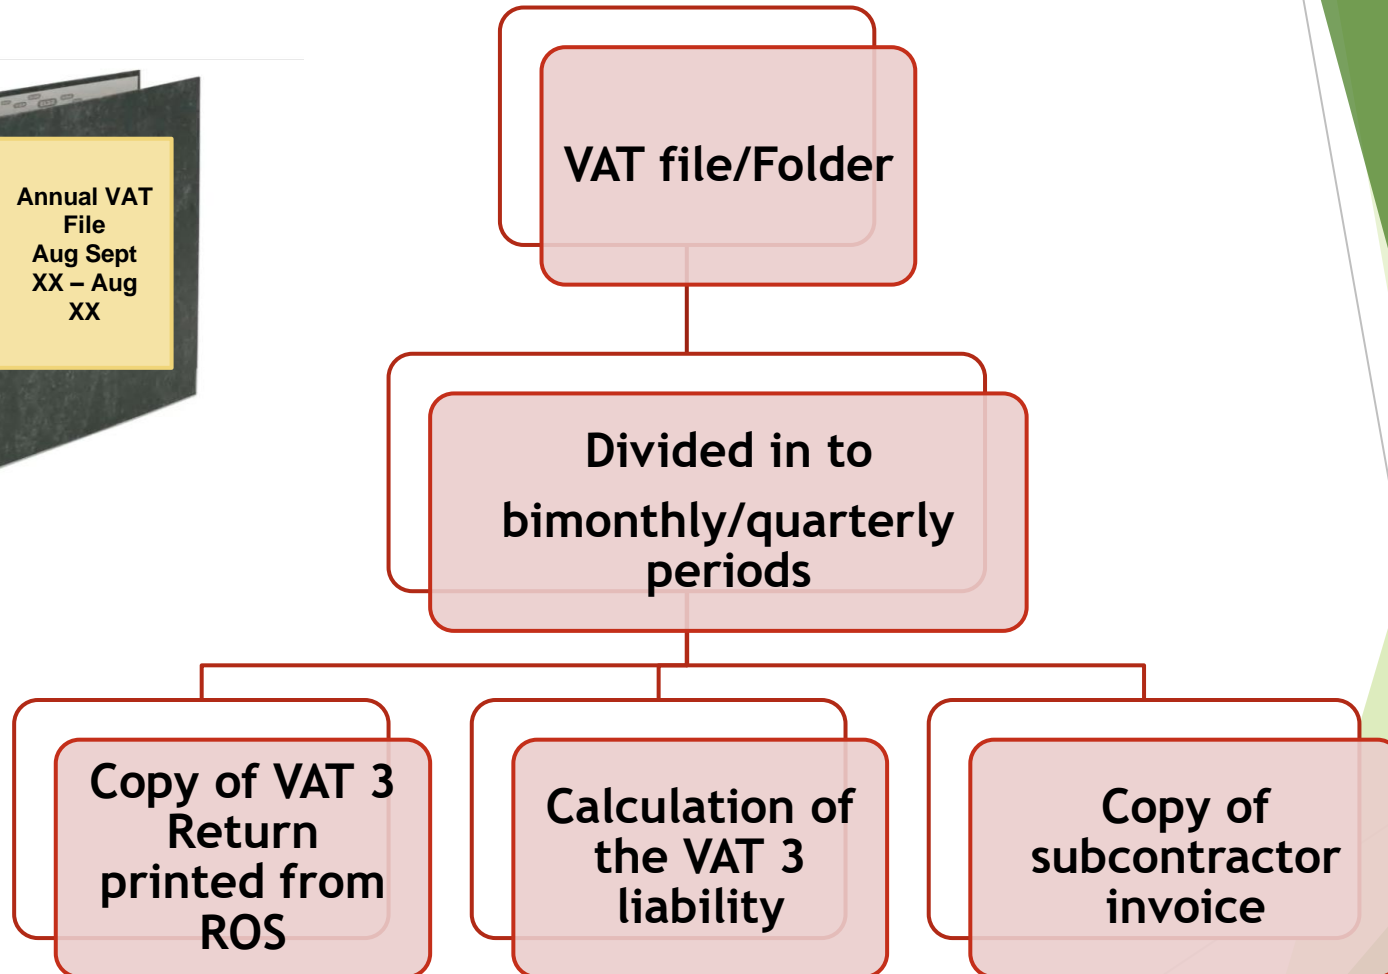 Annual VAT
File
Aug Sept
XX – Aug
XX
VAT file/Folder
Divided in to
bimonthly/quarterly
periods
Copy of VAT 3
Return
printed from
ROS
Calculation of
the VAT 3
liability
Copy of
subcontractor
invoice